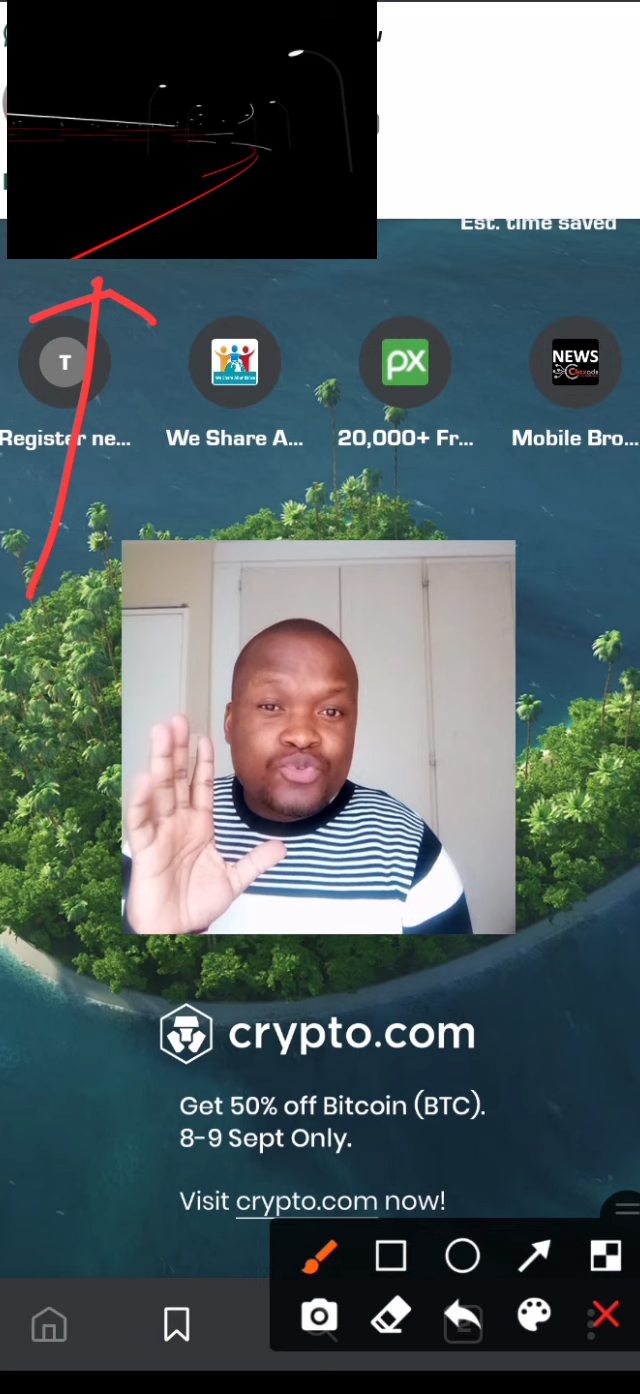 Est. time saved
T
px
NEWS
Register ne...
We Share A...
20,000+ Fr...
Mobile Bro...
crypto.com
Get 50% off Bitcoin (BTC).
8-9 Sept Only.
Visit crypto.com now!